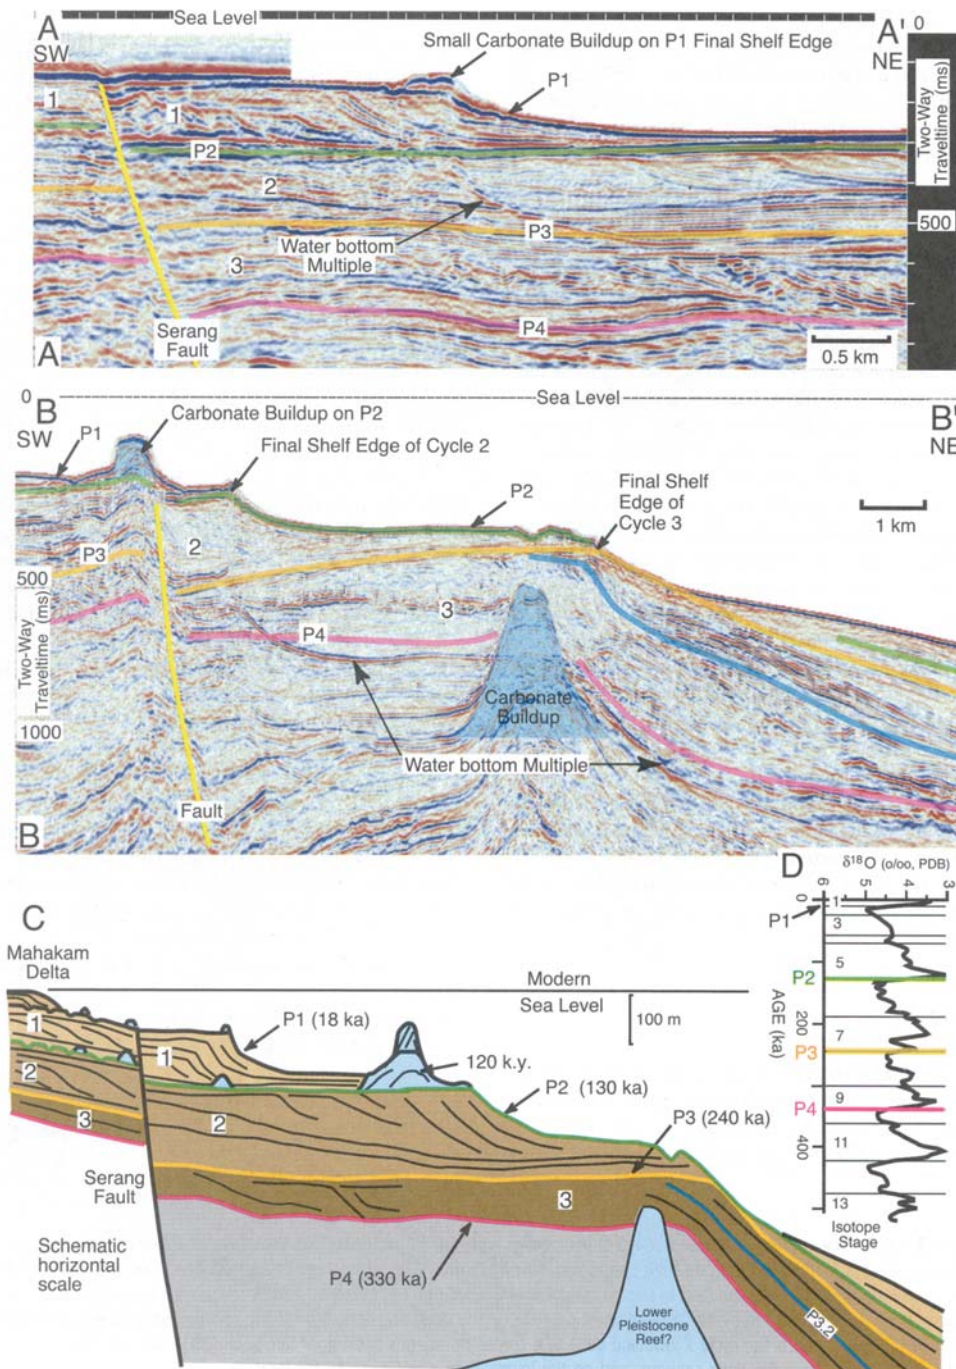 Sea Level
A
SW
A'
NE
0
Small Carbonate Buildup on P1 Final Shelf Edge
P1
1
1
P2
2
Two-Way
Traveltime (ms)
500
Water bottom
Multiple
P3
3
P4
Serang
Fault
A
0.5 km
0
B
SW
Sea Level
B'
NE
Carbonate Buildup on P2
P1
Final Shelf Edge of Cycle 2
Final Shelf
Edge of
Cycle 3
P2
1 km
2
P3
500
3
P4
Two-Way
Traveltime (ms)
Carbonate
Buildup
1000
Water bottom Multiple
Fault
B
D
δ18O (o/oo, PDB)
6 5 4 3
0
1
P1
3
5
P2
AGE (ka)
200
7
P3
9
P4
400
11
13
Isotope
Stage
C
Mahakam
Delta
Modern
Sea Level
100 m
1
P1 (18 ka)
1
120 k.y.
2
P2 (130 ka)
2
P3 (240 ka)
3
3
Serang
Fault
P4 (330 ka)
Schematic
horizontal
scale
Lower
Pleistocene
Reef?
P3.2